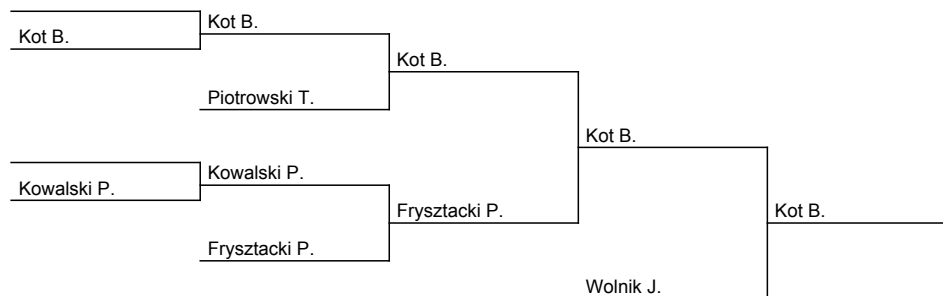 Kot B.
Kot B.
Kot B.
Piotrowski T.
Kot B.
Kowalski P.
Kowalski P.
Frysztacki P.
Kot B.
Frysztacki P.
Wolnik J.